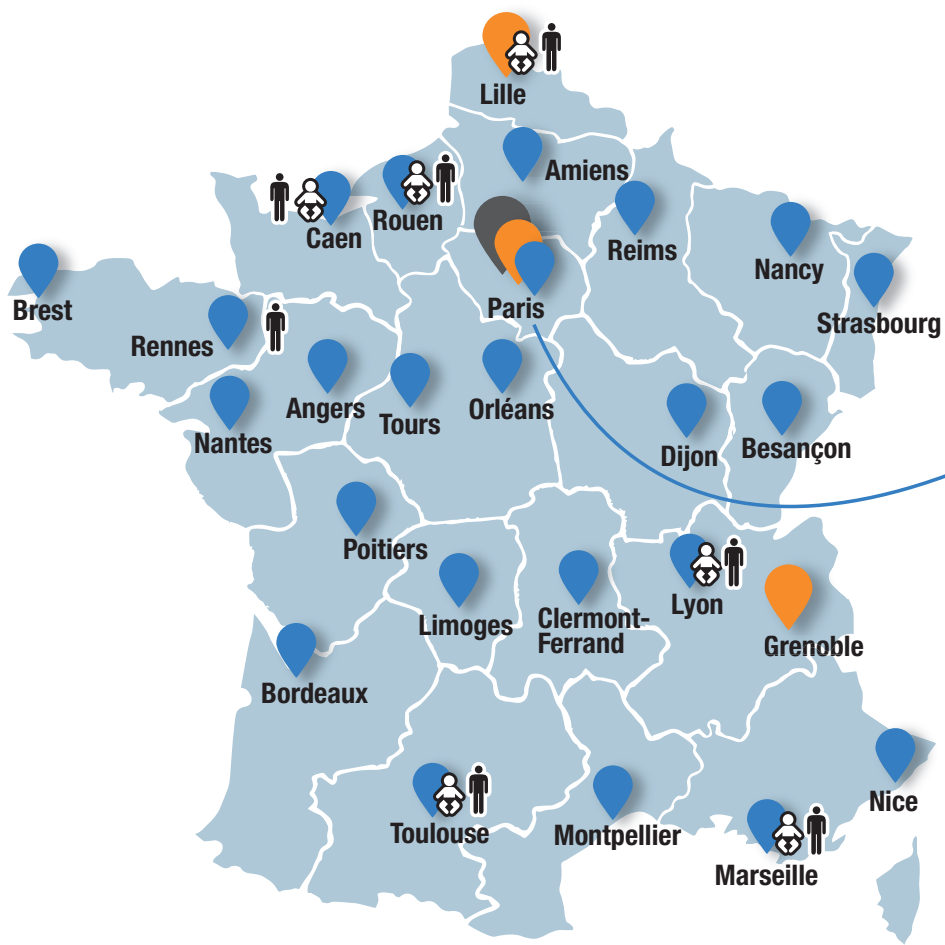 Lille
Amiens
Caen
Rouen
Reims
Nancy
Brest
Paris
Strasbourg
Rennes
Angers
Tours
Orléans
Nantes
Dijon
Besançon
Poitiers
Limoges
Clermont-
Ferrand
Lyon
Grenoble
Bordeaux
Nice
Toulouse
Montpellier
Marseille